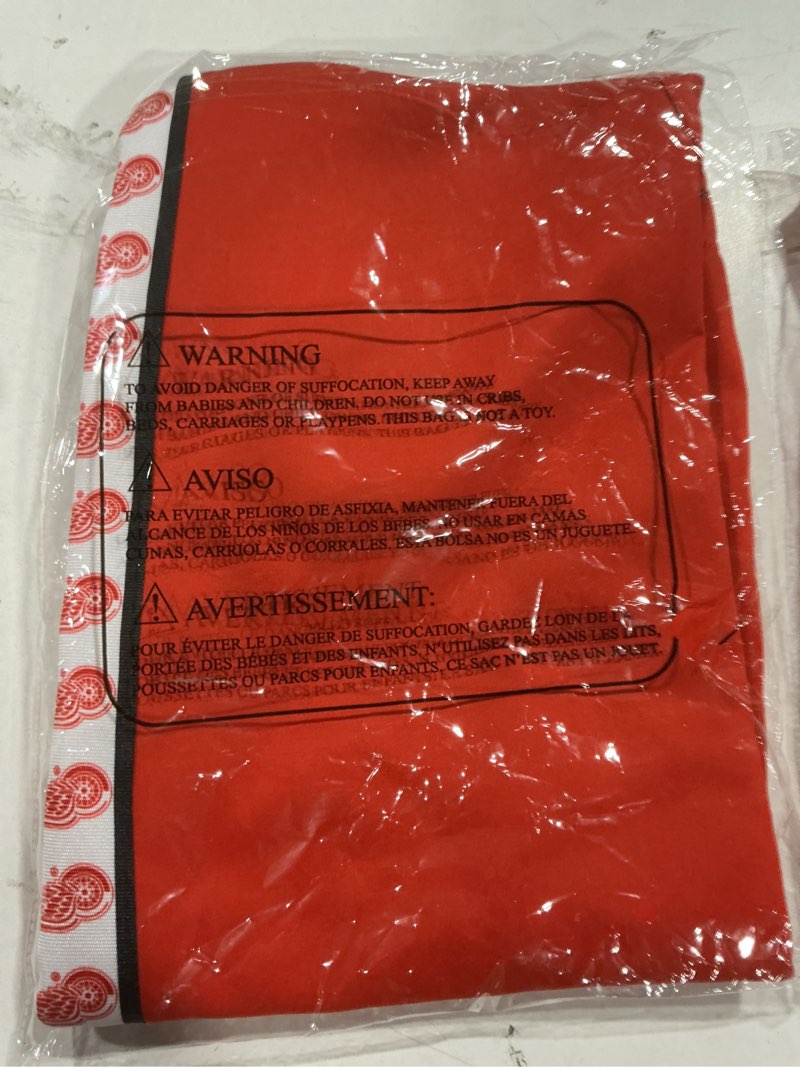 WARNING
TO AVOID DANGER OF SUFFOCATION, KEEP AWAY
FROM BABIES AND CHILDREN. DO NOT USE IN CRIBS,
BEDS, CARRIAGES OR PLAYPENS. THIS BAG IS NOT A TOY.
AVISO
PARA EVITAR PELIGRO DE ASFIXIA, MANTENER FUERA DEL
ALCANCE DE LOS NIÑOS DE LOS BEBES. NO USAR EN CAMAS
CUNAS, CARRIOLAS O CORRALES. ESTA BOLSA NO ES UN JUGUETE.
AVERTISSEMENT:
POUR ÉVITER LE DANGER DE SUFFOCATION, GARDEZ LOIN DE LA
PORTÉE DES BÉBÉS ET DES ENFANTS. N'UTILISEZ PAS DANS LES LITS,
POUSSETTES OU PARCS POUR ENFANTS. CE SAC N'EST PAS UN JOUET.